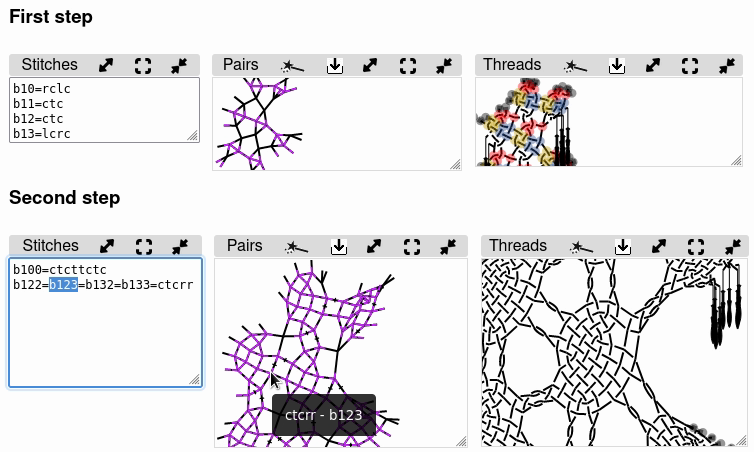 First step
Stitches
Pairs
Threads
b10=rclc
b11=ctc
b12=ctc
b13=lcrc
Second step
Stitches
Pairs
Threads
b100=ctcttctc
b122=b123=b132=b133=ctcrr
ctcrr - b123